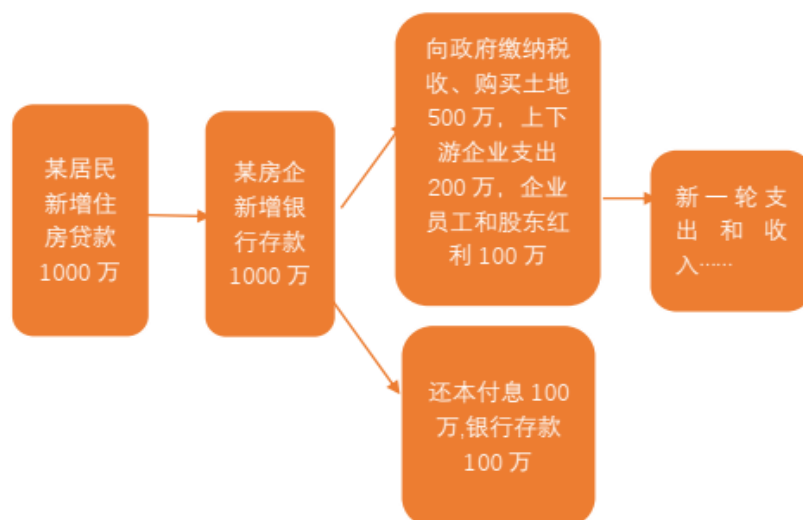 某居民
新增住
房贷款
1000 万
某房企
新增银
行存款
1000 万
向政府缴纳税
收、购买土地
500 万，上下
游企业支出
200 万，企业
员工和股东红
利 100 万
还本付息 100
万,银行存款
100 万
新一轮支
出和收
入……